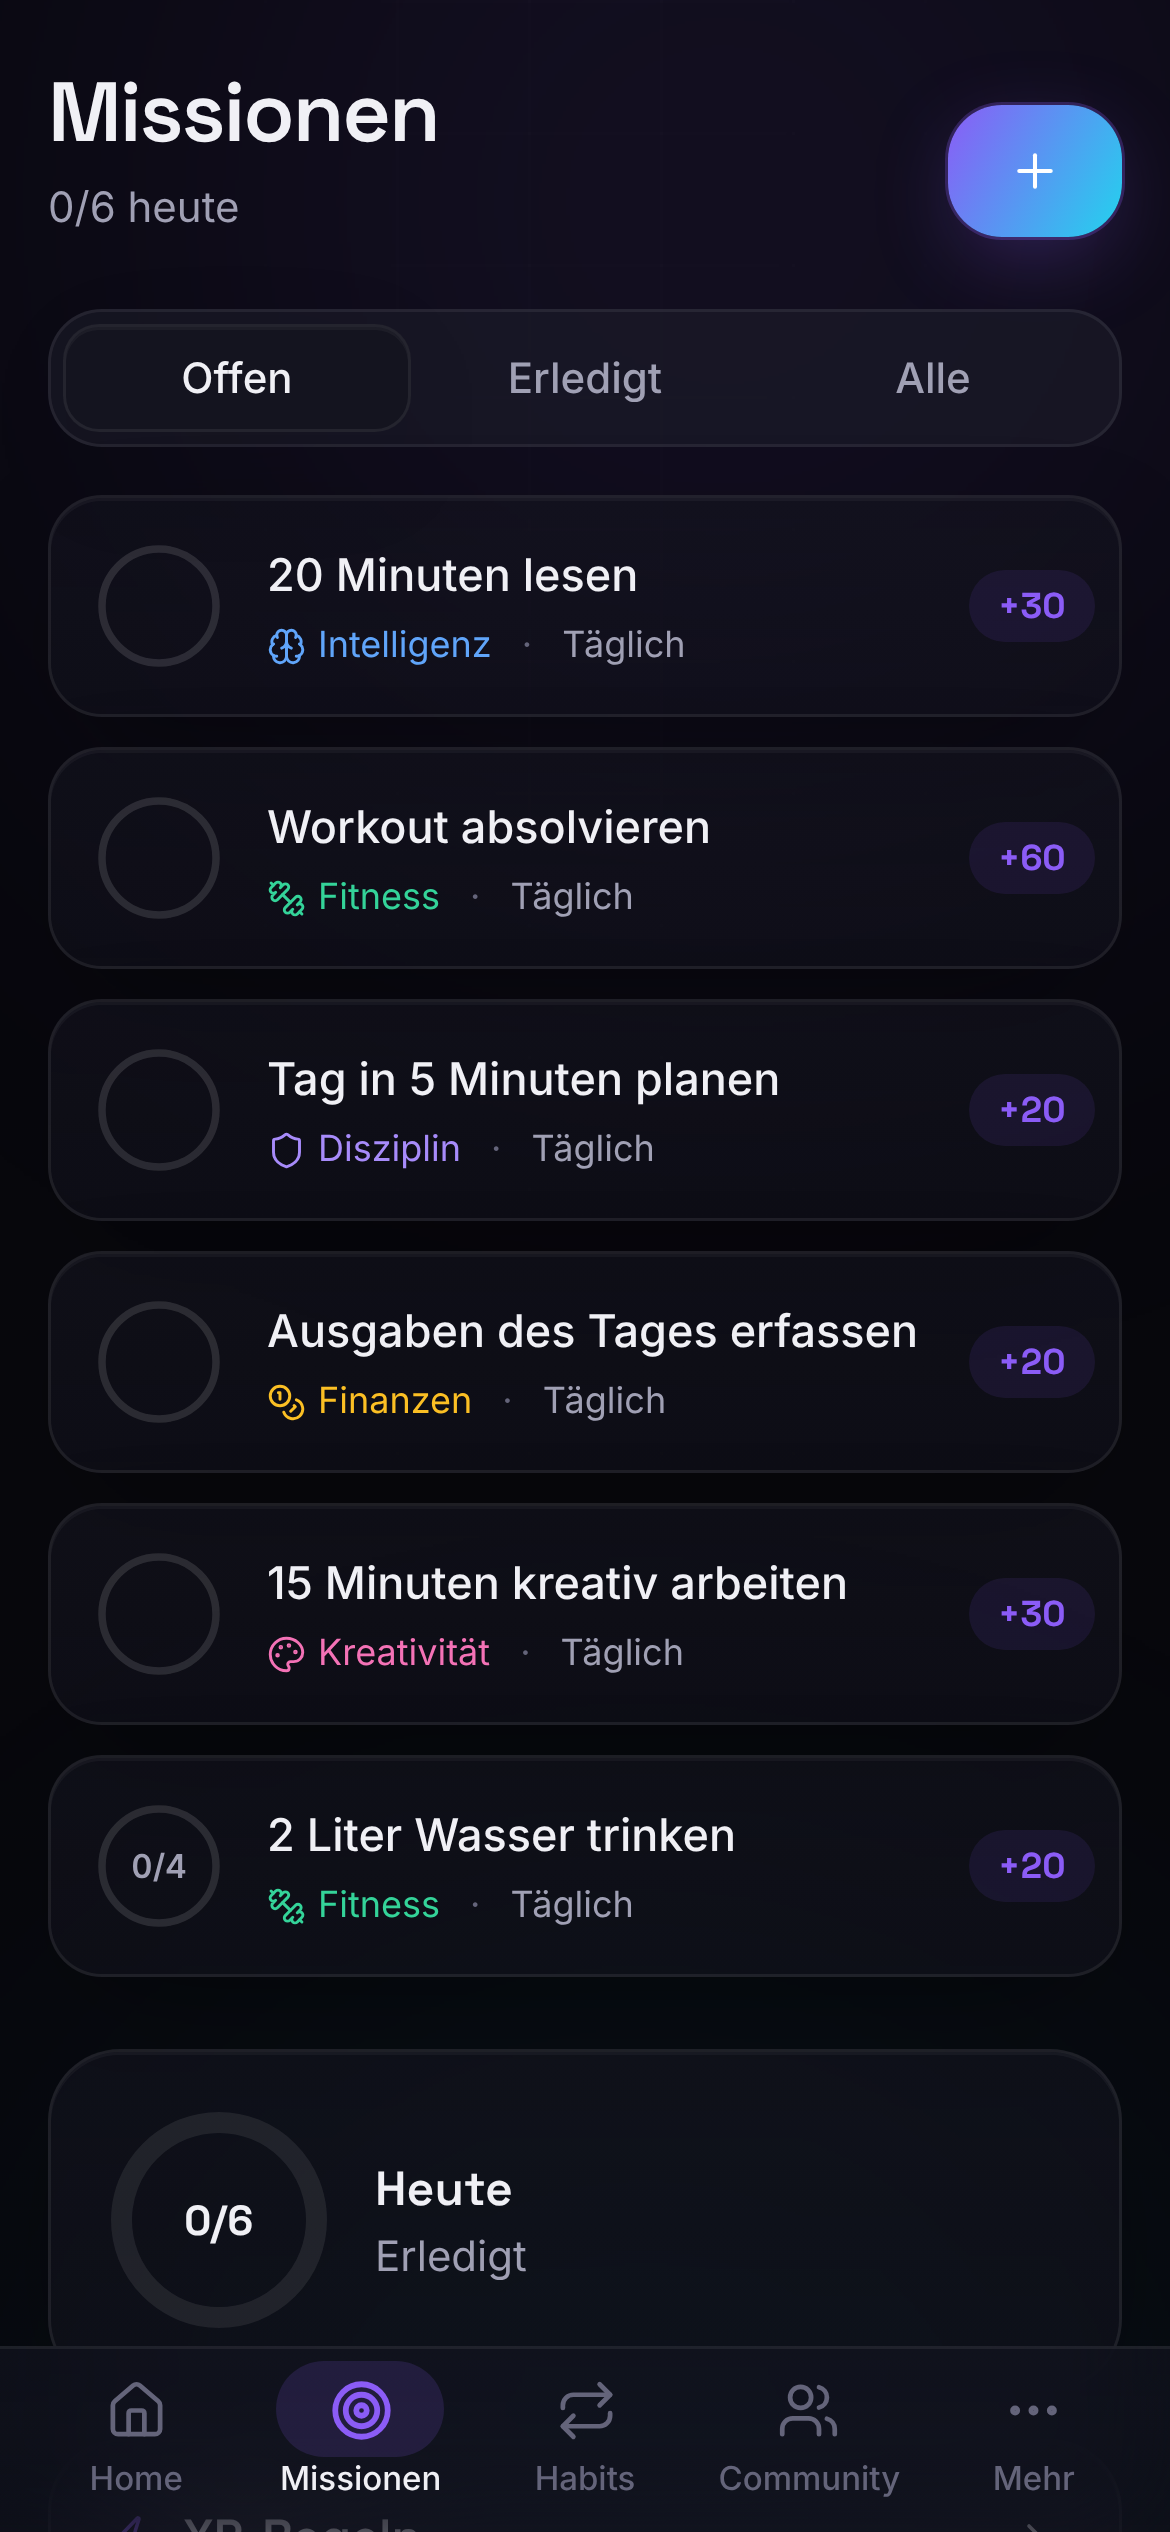 Missionen
0/6 heute
+
Offen
Erledigt
Alle
20 Minuten lesen
+30
Intelligenz · Täglich
Workout absolvieren
+60
Fitness · Täglich
Tag in 5 Minuten planen
+20
Disziplin · Täglich
Ausgaben des Tages erfassen
+20
Finanzen · Täglich
15 Minuten kreativ arbeiten
+30
Kreativität · Täglich
0/4
2 Liter Wasser trinken
+20
Fitness · Täglich
0/6
Heute
Erledigt
Home
Missionen
Habits
Community
Mehr
XP-Regeln